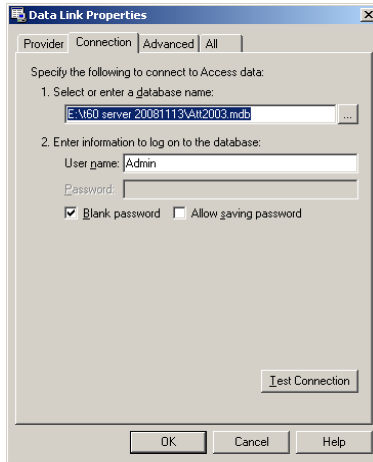 Data Link Properties
Provider Connection Advanced All
Specify the following to connect to Access data:
1. Select or enter a database name:
E:\t60 server 20081113\Att2003.mdb ...
2. Enter information to log on to the database:
User name: Admin
Password:
Blank password Allow saving password
Test Connection
OK Cancel Help